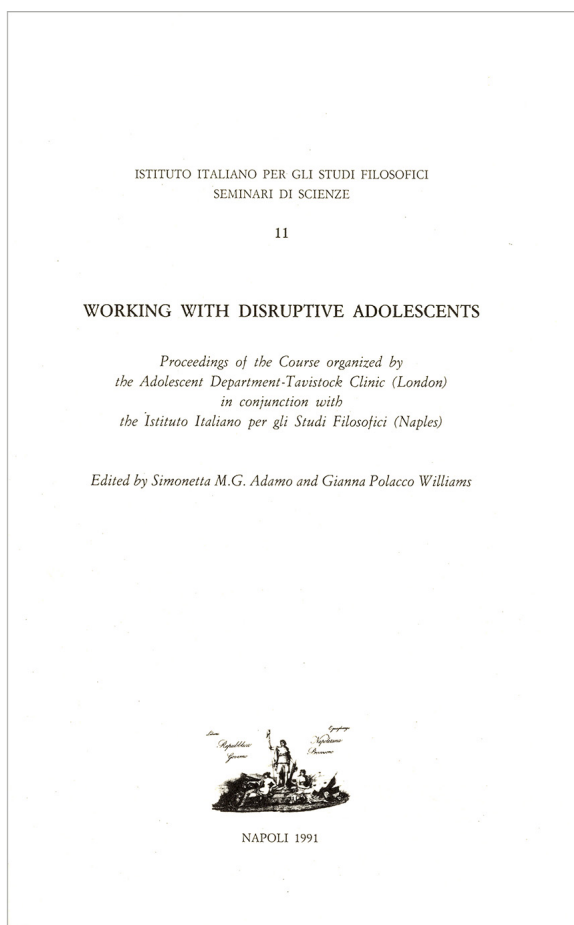 ISTITUTO ITALIANO PER GLI STUDI FILOSOFICI
SEMINARI DI SCIENZE
11
WORKING WITH DISRUPTIVE ADOLESCENTS
Proceedings of the Course organized by
the Adolescent Department-Tavistock Clinic (London)
in conjunction with
the Istituto Italiano per gli Studi Filosofici (Naples)
Edited by Simonetta M.G. Adamo and Gianna Polacco Williams
Repubblica
NAPOLI 1991